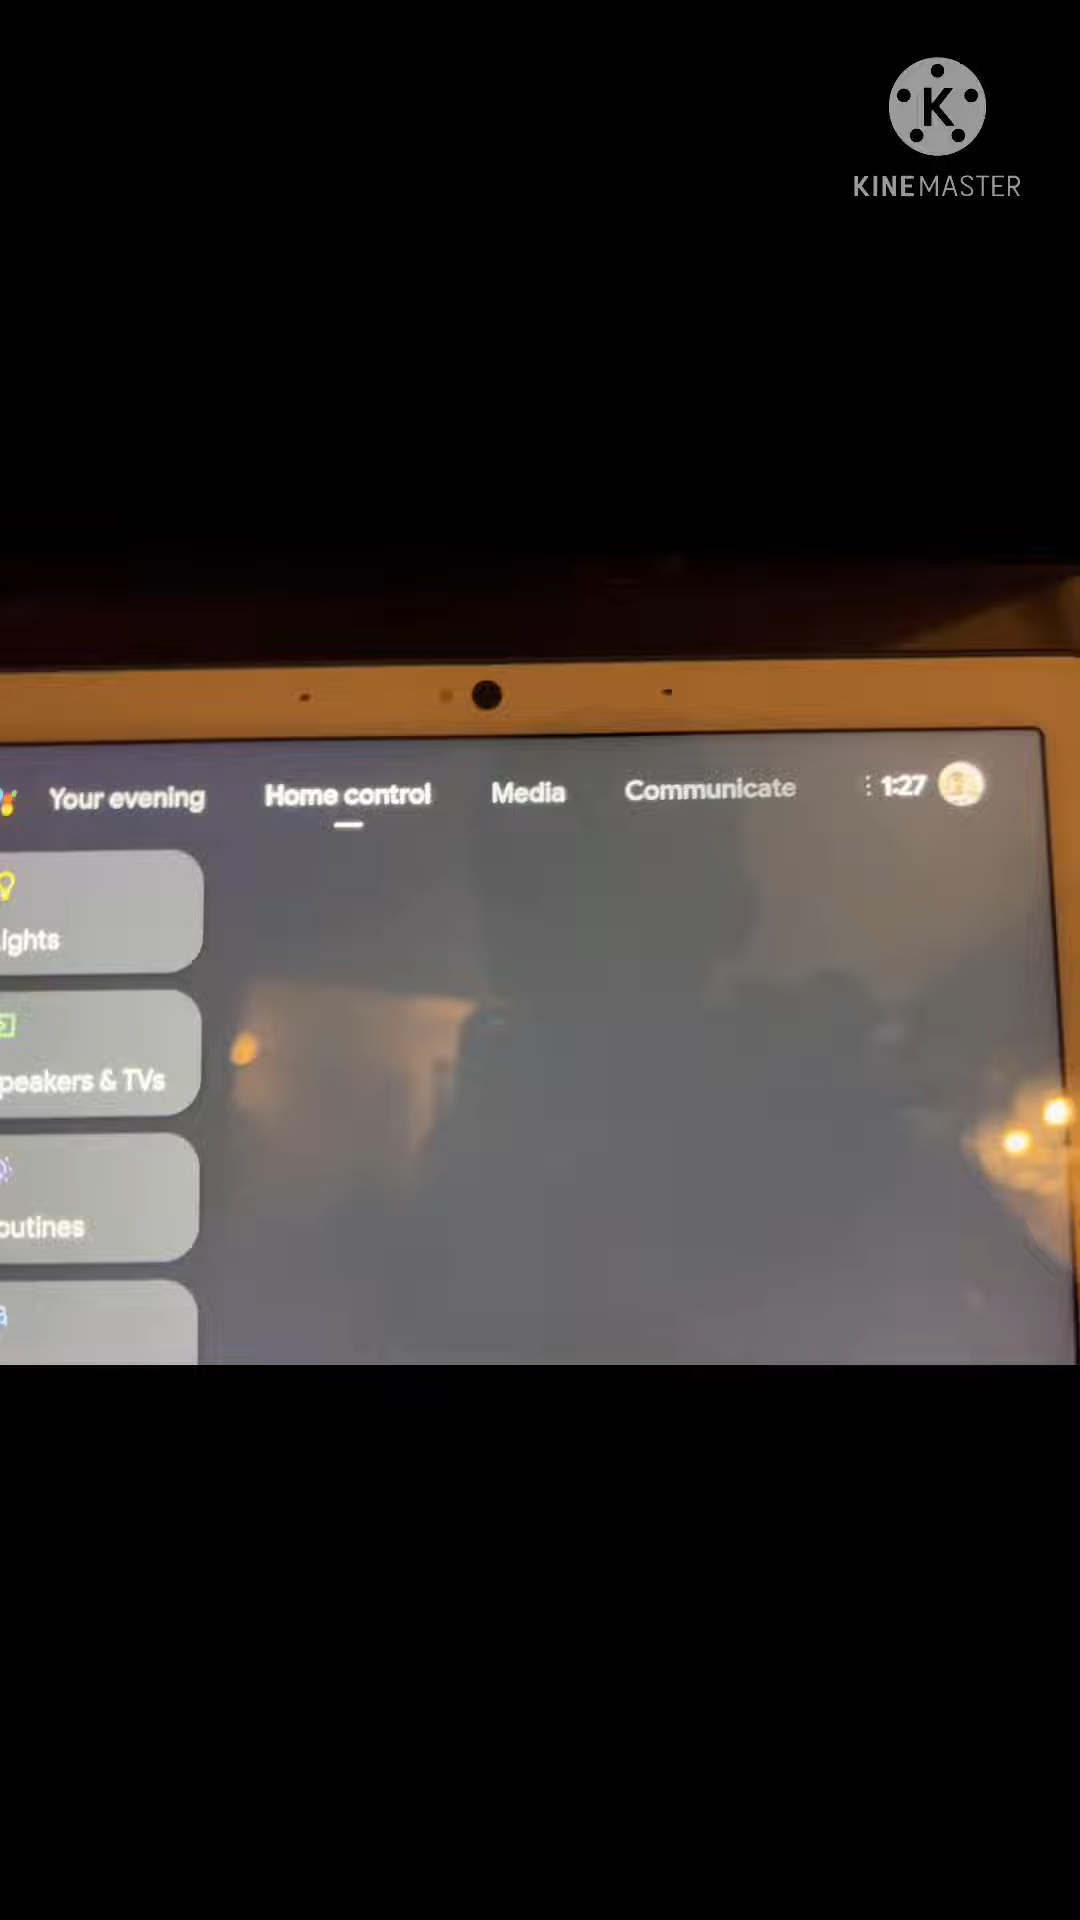 K
KINEMASTER
Your evening Home control Media Communicate 1:27
ights
peakers & TVs
outines